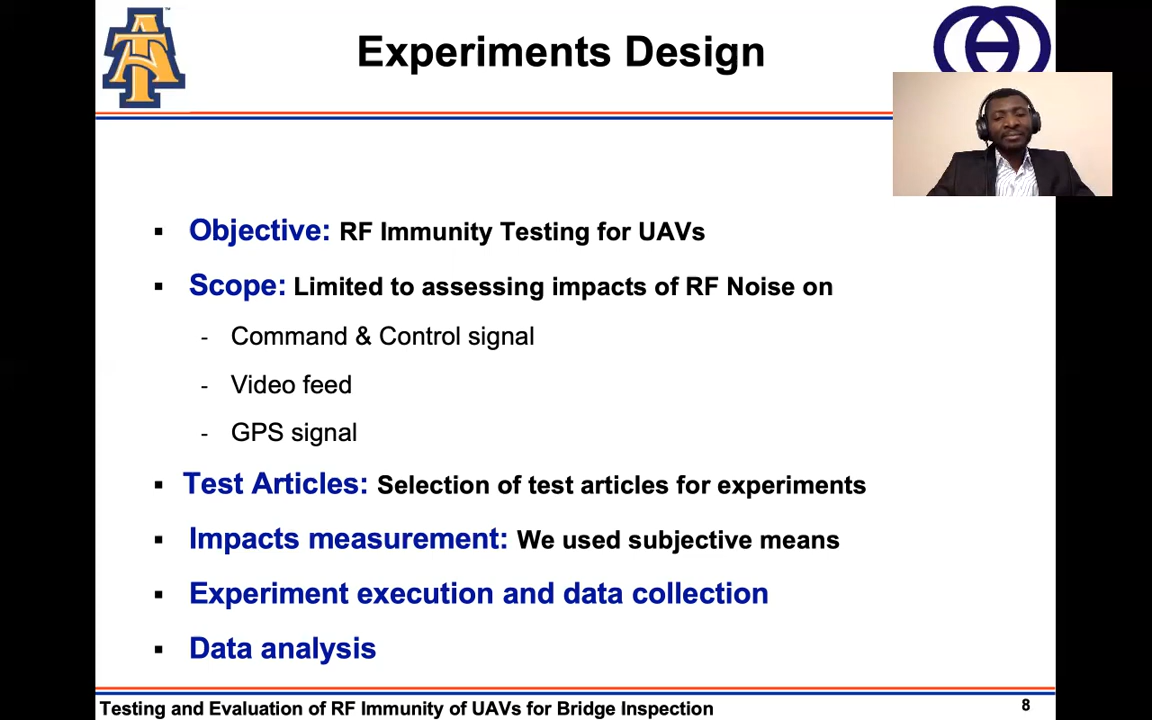 Experiments Design
▪ Objective: RF Immunity Testing for UAVs
▪ Scope: Limited to assessing impacts of RF Noise on
- Command & Control signal
- Video feed
- GPS signal
▪ Test Articles: Selection of test articles for experiments
▪ Impacts measurement: We used subjective means
▪ Experiment execution and data collection
▪ Data analysis
Testing and Evaluation of RF Immunity of UAVs for Bridge Inspection
8